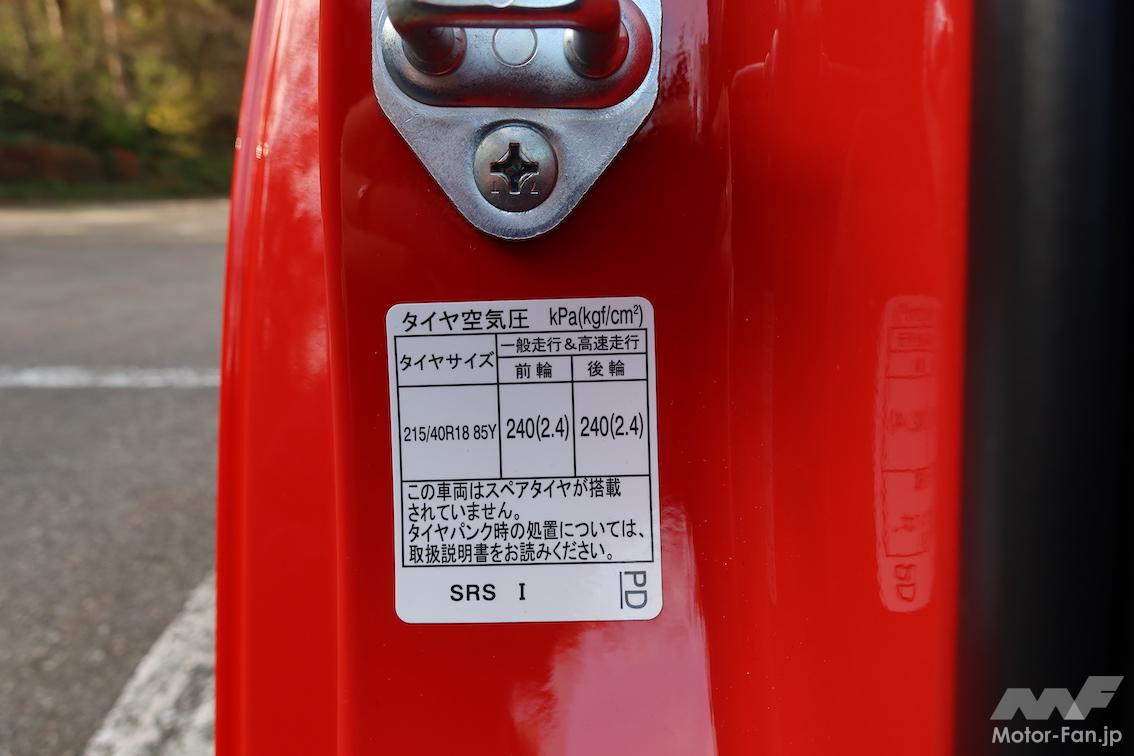 タイヤ空気圧 kPa(kgf/cm²)
タイヤサイズ
一般走行&高速走行
前輪 後輪
215/40R18 85Y 240(2.4) 240(2.4)
この車両はスペアタイヤが搭載
されていません。
タイヤパンク時の処置については、
取扱説明書をお読みください。
SRS I PD
Motor-Fan.jp